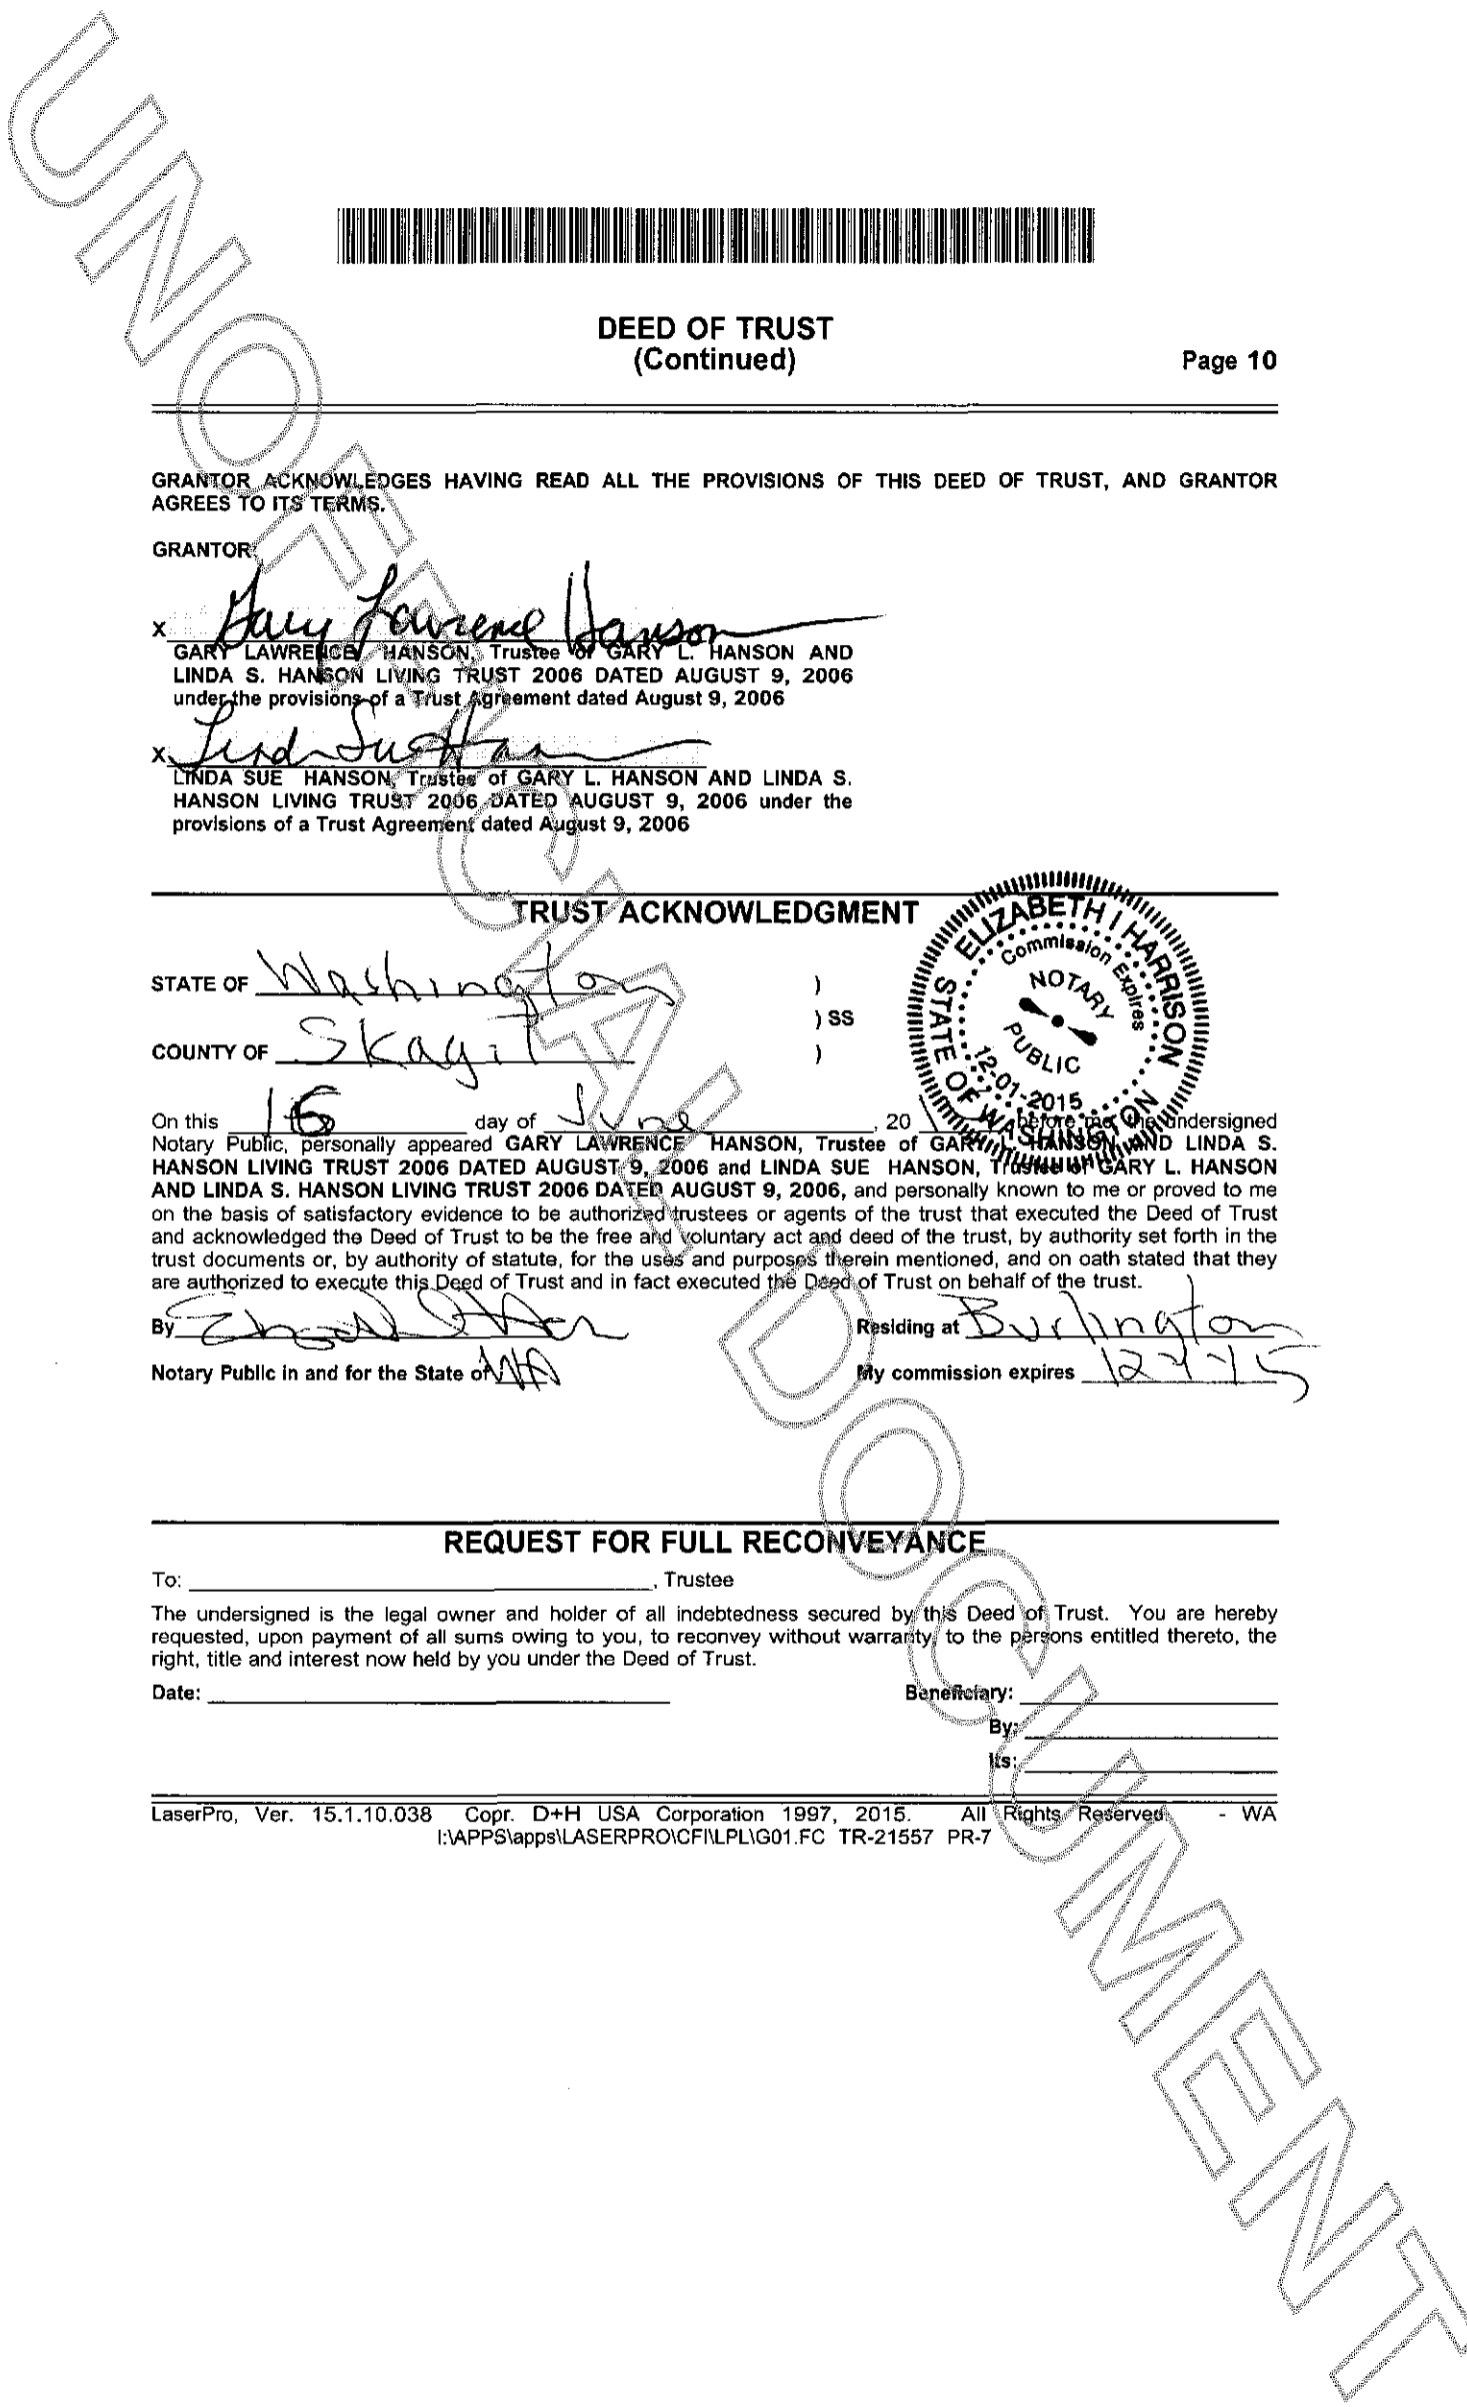 DEED OF TRUST
(Continued)
Page 10
GRANTOR ACKNOWLEDGES HAVING READ ALL THE PROVISIONS OF THIS DEED OF TRUST, AND GRANTOR
AGREES TO ITS TERMS.
GRANTOR:
X Gary Lawrence Hanson
GARY LAWRENCE HANSON, Trustee of GARY L. HANSON AND
LINDA S. HANSON LIVING TRUST 2006 DATED AUGUST 9, 2006
under the provisions of a Trust Agreement dated August 9, 2006
X Linda Sue Hanson
LINDA SUE HANSON, Trustee of GARY L. HANSON AND LINDA S.
HANSON LIVING TRUST 2006 DATED AUGUST 9, 2006 under the
provisions of a Trust Agreement dated August 9, 2006
TRUST ACKNOWLEDGMENT
ELIZABETH I HARRISON
STATE OF WASHINGTON
Commission Expires
12-01-2015
NOTARY
PUBLIC
STATE OF Washington )
) SS
COUNTY OF Skagit )
On this day of June, 20 before me, the undersigned
Notary Public, personally appeared GARY LAWRENCE HANSON, Trustee of GARY L. HANSON AND LINDA S.
HANSON LIVING TRUST 2006 DATED AUGUST 9, 2006 and LINDA SUE HANSON, Trustee of GARY L. HANSON
AND LINDA S. HANSON LIVING TRUST 2006 DATED AUGUST 9, 2006, and personally known to me or proved to me
on the basis of satisfactory evidence to be authorized trustees or agents of the trust that executed the Deed of Trust
and acknowledged the Deed of Trust to be the free and voluntary act and deed of the trust, by authority set forth in the
trust documents or, by authority of statute, for the uses and purposes therein mentioned, and on oath stated that they
are authorized to execute this Deed of Trust and in fact executed the Deed of Trust on behalf of the trust.
By Residing at Burlington
Notary Public in and for the State of WA My commission expires 12-1-15
REQUEST FOR FULL RECONVEYANCE
To: , Trustee
The undersigned is the legal owner and holder of all indebtedness secured by this Deed of Trust. You are hereby
requested, upon payment of all sums owing to you, to reconvey without warranty, to the persons entitled thereto, the
right, title and interest now held by you under the Deed of Trust.
Date: Beneficiary:
By:
Its:
LaserPro, Ver. 15.1.10.038 Copr. D+H USA Corporation 1997, 2015. All Rights Reserved. - WA
I:\APPS\apps\LASERPRO\CFI\LPL\G01.FC TR-21557 PR-7
UNOFFICIAL DOCUMENT